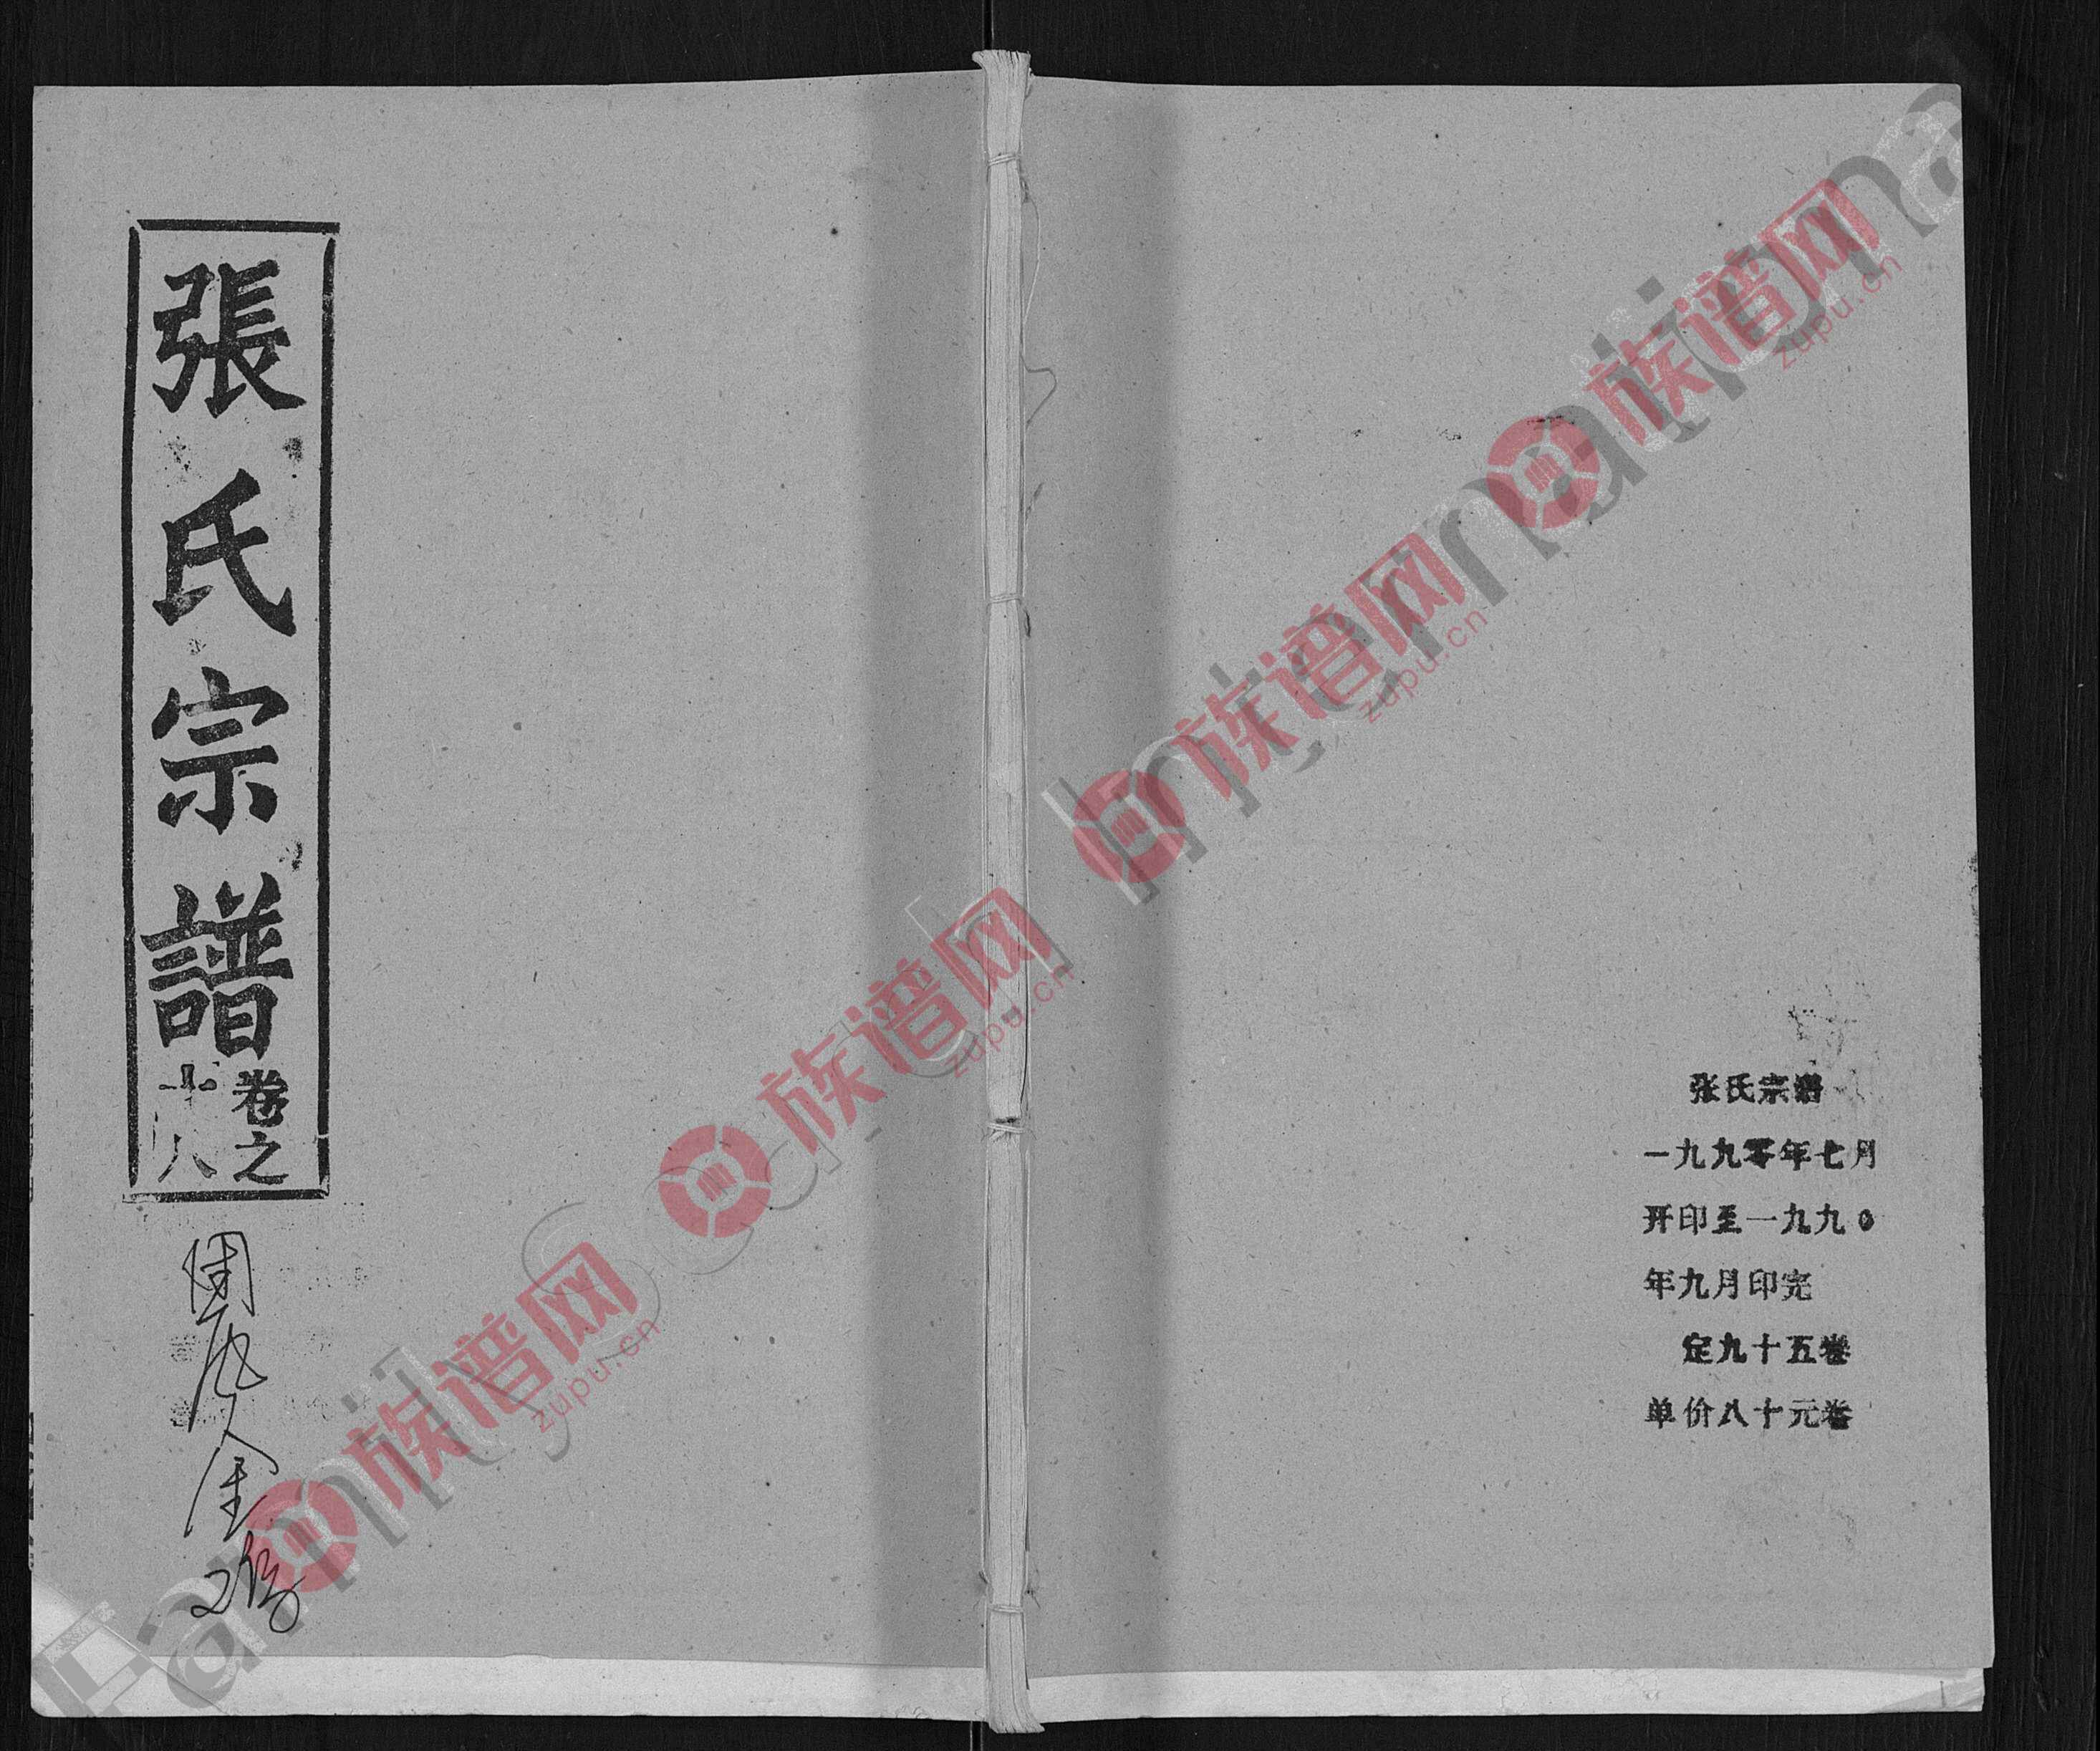 張氏宗譜
卷之
十八
张氏宗谱
一九九零年七月
开印至一九九0
年九月印完
定九十五卷
单价八十元卷
族谱网
zupu.cn